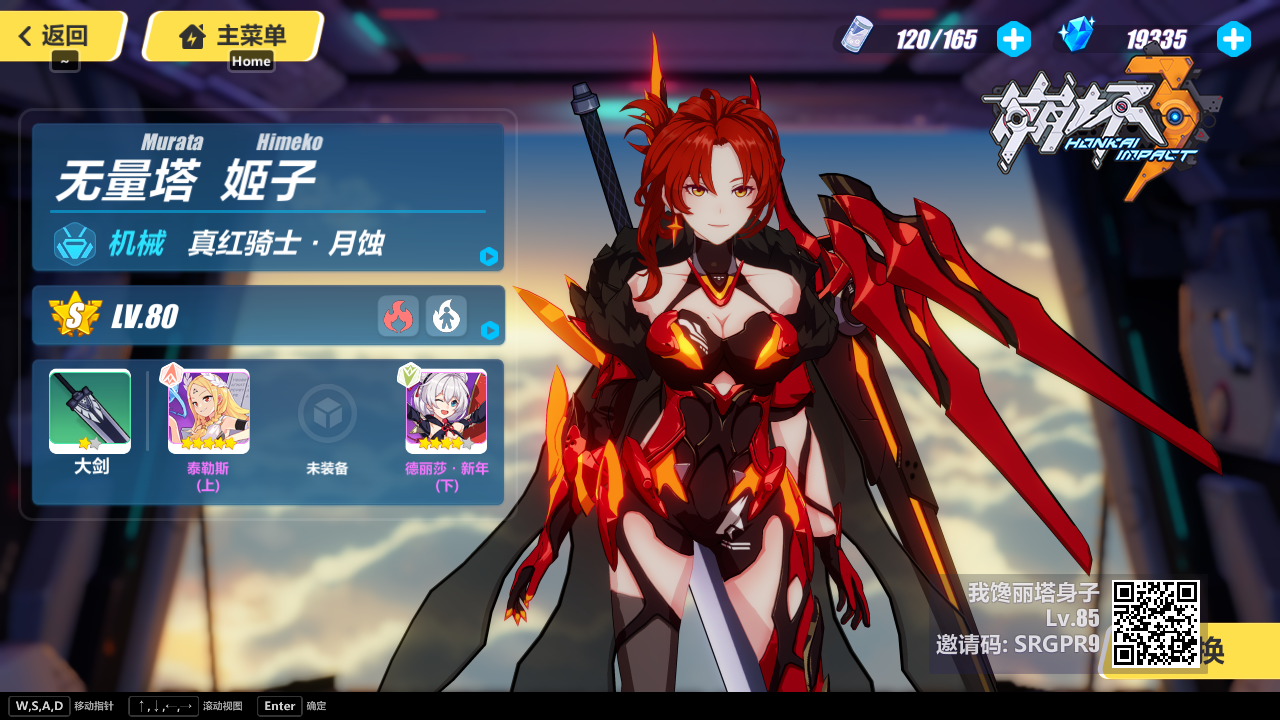 返回
~
主菜单
Home
120/165
19335
崩坏3
HONKAI
IMPACT
Murata Himeko
无量塔 姬子
机械 真红骑士·月蚀
S LV.80
大剑
泰勒斯
(上)
未装备
德丽莎·新年
(下)
我馋丽塔身子
Lv.85
邀请码: SRGPR9
换
W,S,A,D 移动指针 ↑,↓,←,→ 滚动视图 Enter 确定